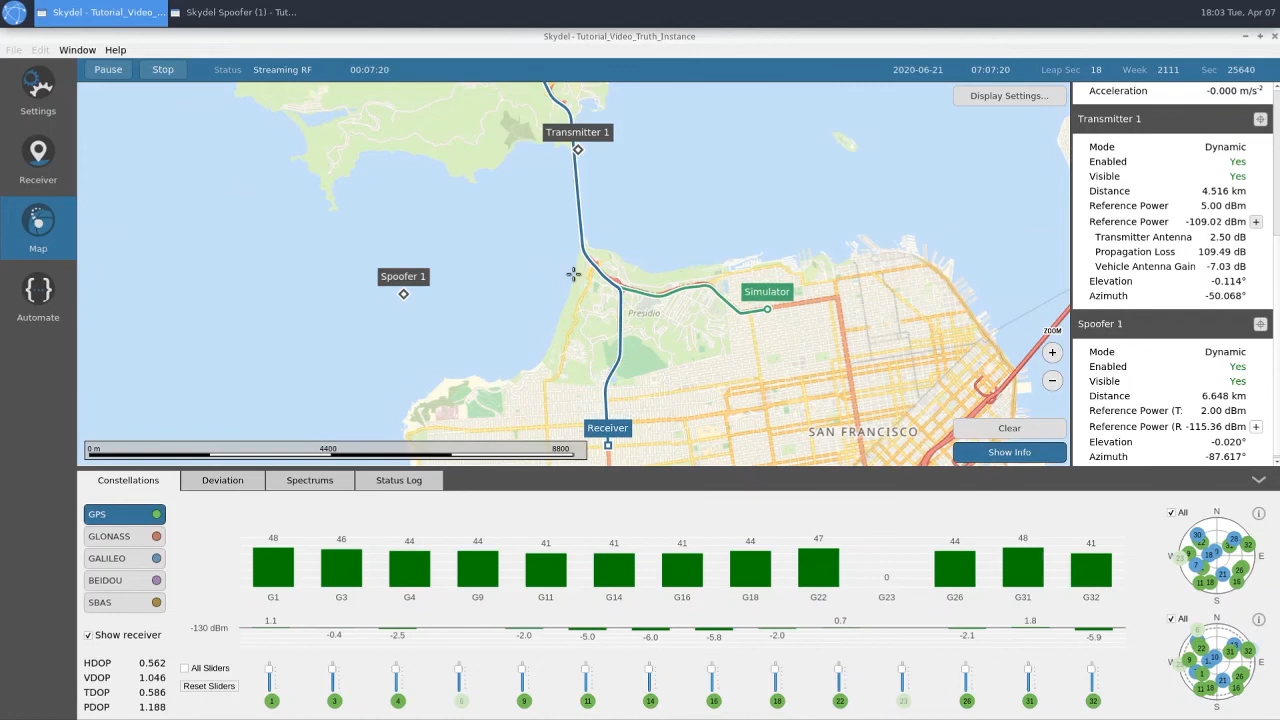 Skydel - Tutorial_Video_...
Skydel Spoofer (1) - Tut...
18:03 Tue, Apr 07
Skydel - Tutorial_Video_Truth_Instance
File Edit Window Help
Pause Stop Status Streaming RF 00:07:20 2020-06-21 07:07:20 Leap Sec 18 Week 2111 Sec 25640
Settings
Receiver
Map
Automate
Display Settings...
Transmitter 1
Spoofer 1
Simulator
Presidio
Receiver
SAN FRANCISCO
ZOOM
+
−
Clear
Show Info
0 m 4400 8800
Acceleration -0.000 m/s²
Transmitter 1
Mode Dynamic
Enabled Yes
Visible Yes
Distance 4.516 km
Reference Power 5.00 dBm
Reference Power -109.02 dBm +
Transmitter Antenna 2.50 dB
Propagation Loss 109.49 dB
Vehicle Antenna Gain -7.03 dB
Elevation -0.114°
Azimuth -50.068°
Spoofer 1
Mode Dynamic
Enabled Yes
Visible Yes
Distance 6.648 km
Reference Power (T. 2.00 dBm
Reference Power (R -115.36 dBm +
Elevation -0.020°
Azimuth -87.617°
Constellations Deviation Spectrums Status Log
GPS
GLONASS
GALILEO
BEIDOU
SBAS
Show receiver
HDOP 0.562
VDOP 1.046
TDOP 0.586
PDOP 1.188
48 46 44 44 41 41 41 44 47 0 44 48 41
G1 G3 G4 G9 G11 G14 G16 G18 G22 G23 G26 G31 G32
-130 dBm 1.1 -0.4 -2.5 -2.0 -5.0 -6.0 -5.8 -2.0 0.7 -2.1 1.8 -5.9
All Sliders
Reset Sliders
1 3 4 6 9 11 14 16 18 22 23 26 31 32
All N
W E
S
All N
W E
S